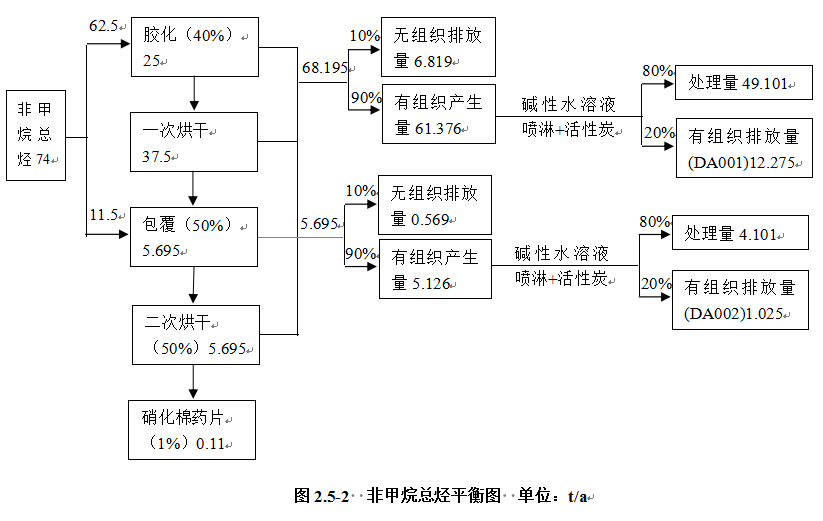 非甲
烷总
烃74
62.5
11.5
胶化（40%）
25
一次烘干
37.5
包覆（50%）
5.695
二次烘干
（50%）5.695
硝化棉药片
（1%）0.11
68.195
10%
无组织排放
量6.819
90%
有组织产生
量61.376
碱性水溶液
喷淋+活性炭
80%
处理量49.101
20%
有组织排放量
(DA001)12.275
5.695
10%
无组织排放
量0.569
90%
有组织产生
量5.126
碱性水溶液
喷淋+活性炭
80%
处理量4.101
20%
有组织排放量
(DA002)1.025
图2.5-2 非甲烷总烃平衡图 单位：t/a